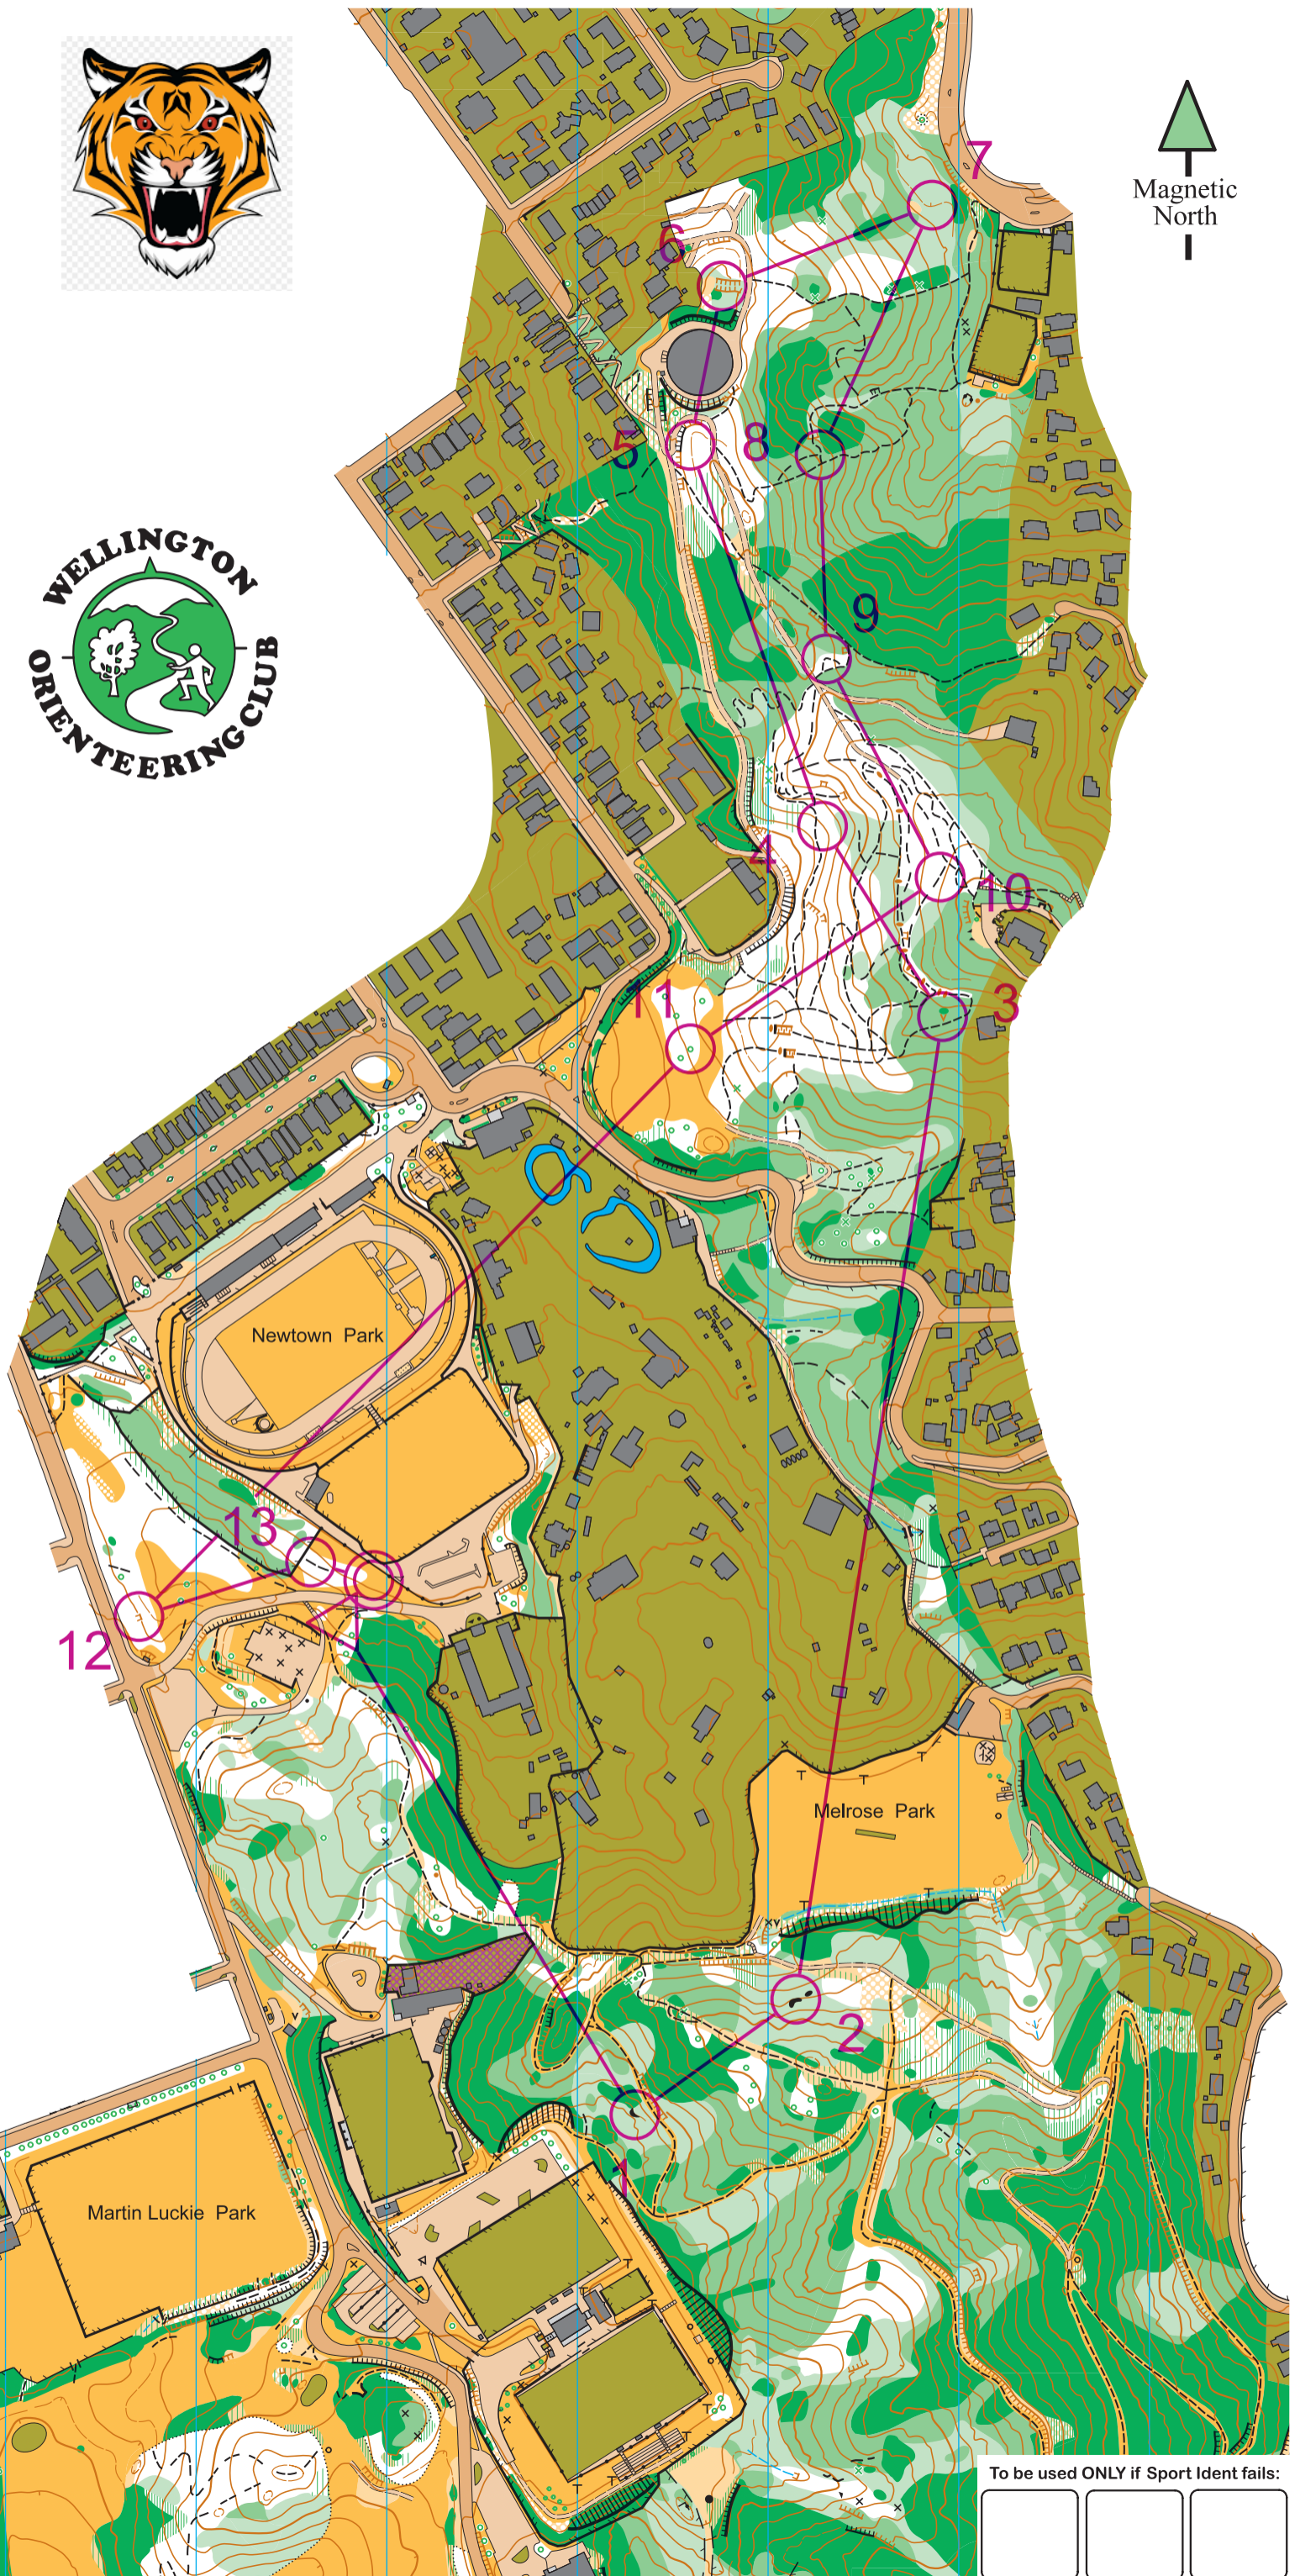 7
Magnetic
North
6
5
8
WELLINGTON
ORIENTEERING CLUB
9
4
10
3
11
Newtown Park
13
12
Melrose Park
2
1
Martin Luckie Park
To be used ONLY if Sport Ident fails: